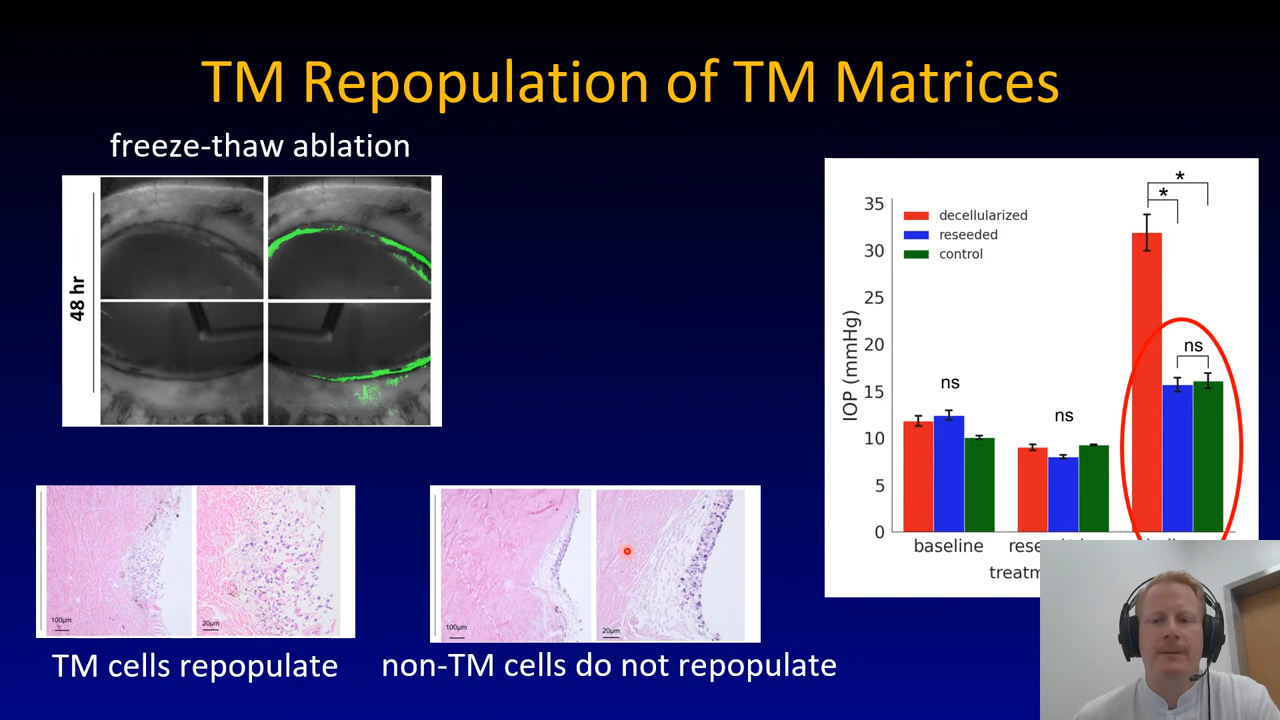 TM Repopulation of TM Matrices
freeze-thaw ablation
48 hr
100µm
20µm
TM cells repopulate
100µm
20µm
non-TM cells do not repopulate
decellularized
reseeded
control
IOP (mmHg)
35
30
25
20
15
10
5
0
ns
ns
*
*
ns
baseline